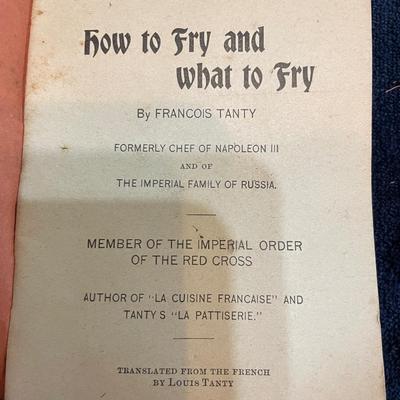 How to Fry and
what to Fry
By FRANCOIS TANTY
FORMERLY CHEF OF NAPOLEON III
AND OF
THE IMPERIAL FAMILY OF RUSSIA.
MEMBER OF THE IMPERIAL ORDER
OF THE RED CROSS
AUTHOR OF "LA CUISINE FRANCAISE" AND
TANTY S "LA PATTISERIE."
TRANSLATED FROM THE FRENCH
BY LOUIS TANTY